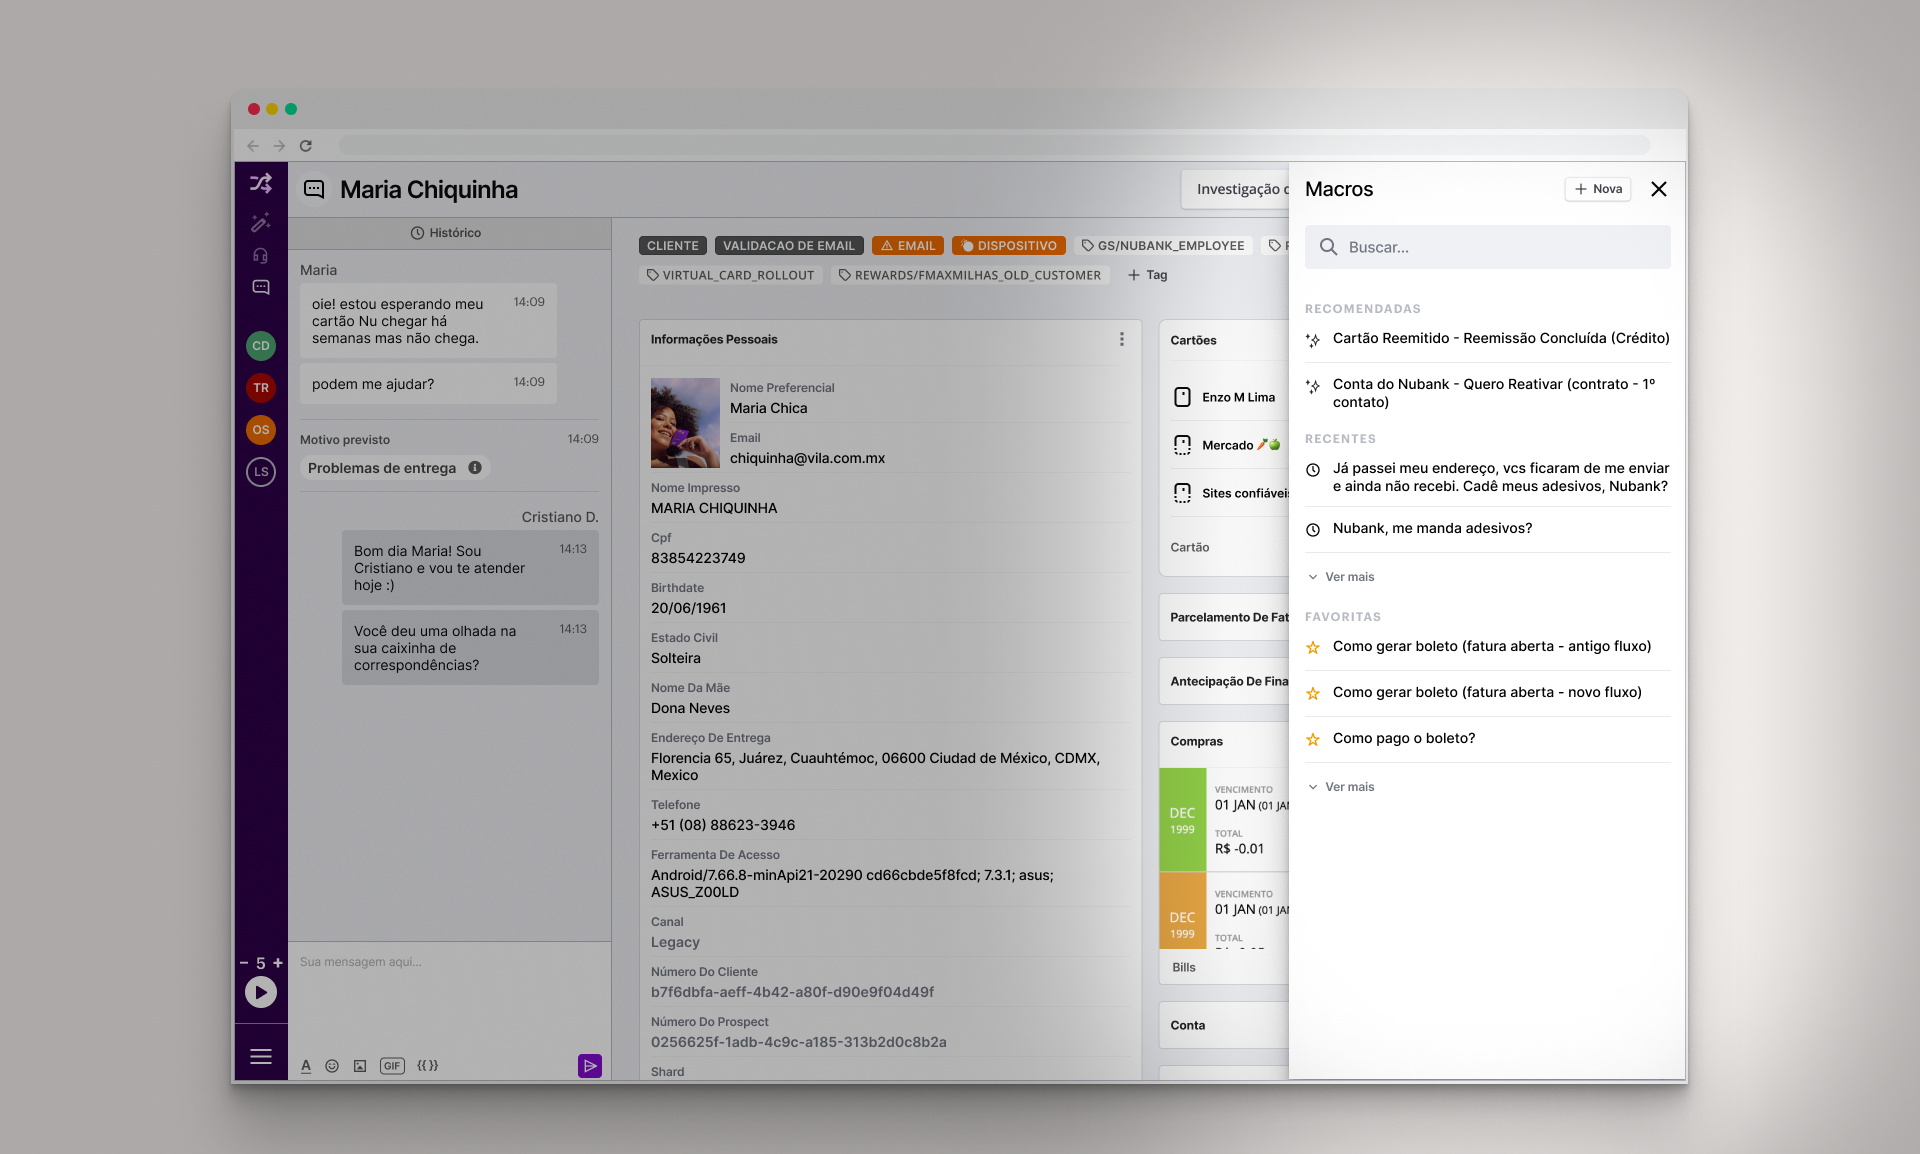 Maria Chiquinha
Investigação
Histórico
Maria
oie! estou esperando meu
cartão Nu chegar há
semanas mas não chega.
14:09
podem me ajudar?
14:09
Motivo previsto
14:09
Problemas de entrega
Cristiano D.
Bom dia Maria! Sou
Cristiano e vou te atender
hoje :)
14:13
Você deu uma olhada na
sua caixinha de
correspondências?
14:13
Sua mensagem aqui...
A
GIF
{{ }}
CD
TR
OS
LS
− 5 +
CLIENTE
VALIDACAO DE EMAIL
EMAIL
DISPOSITIVO
GS/NUBANK_EMPLOYEE
VIRTUAL_CARD_ROLLOUT
REWARDS/FMAXMILHAS_OLD_CUSTOMER
+ Tag
Informações Pessoais
Nome Preferencial
Maria Chica
Email
chiquinha@vila.com.mx
Nome Impresso
MARIA CHIQUINHA
Cpf
83854223749
Birthdate
20/06/1961
Estado Civil
Solteira
Nome Da Mãe
Dona Neves
Endereço De Entrega
Florencia 65, Juárez, Cuauhtémoc, 06600 Ciudad de México, CDMX,
Mexico
Telefone
+51 (08) 88623-3946
Ferramenta De Acesso
Android/7.66.8-minApi21-20290 cd66cbde5f8fcd; 7.3.1; asus;
ASUS_Z00LD
Canal
Legacy
Número Do Cliente
b7f6dbfa-aeff-4b42-a80f-d90e9f04d49f
Número Do Prospect
0256625f-1adb-4c9c-a185-313b2d0c8b2a
Shard
Cartões
Enzo M Lima
Mercado 🥕🍏
Sites confiáveis
Cartão
Parcelamento De Fat
Antecipação De Fina
Compras
DEC
1999
VENCIMENTO
01 JAN (01 JAN
TOTAL
R$ -0.01
DEC
1999
VENCIMENTO
01 JAN (01 JAN
TOTAL
Bills
Conta
Macros
+ Nova
Buscar...
RECOMENDADAS
Cartão Reemitido - Reemissão Concluída (Crédito)
Conta do Nubank - Quero Reativar (contrato - 1º
contato)
RECENTES
Já passei meu endereço, vcs ficaram de me enviar
e ainda não recebi. Cadê meus adesivos, Nubank?
Nubank, me manda adesivos?
Ver mais
FAVORITAS
Como gerar boleto (fatura aberta - antigo fluxo)
Como gerar boleto (fatura aberta - novo fluxo)
Como pago o boleto?
Ver mais